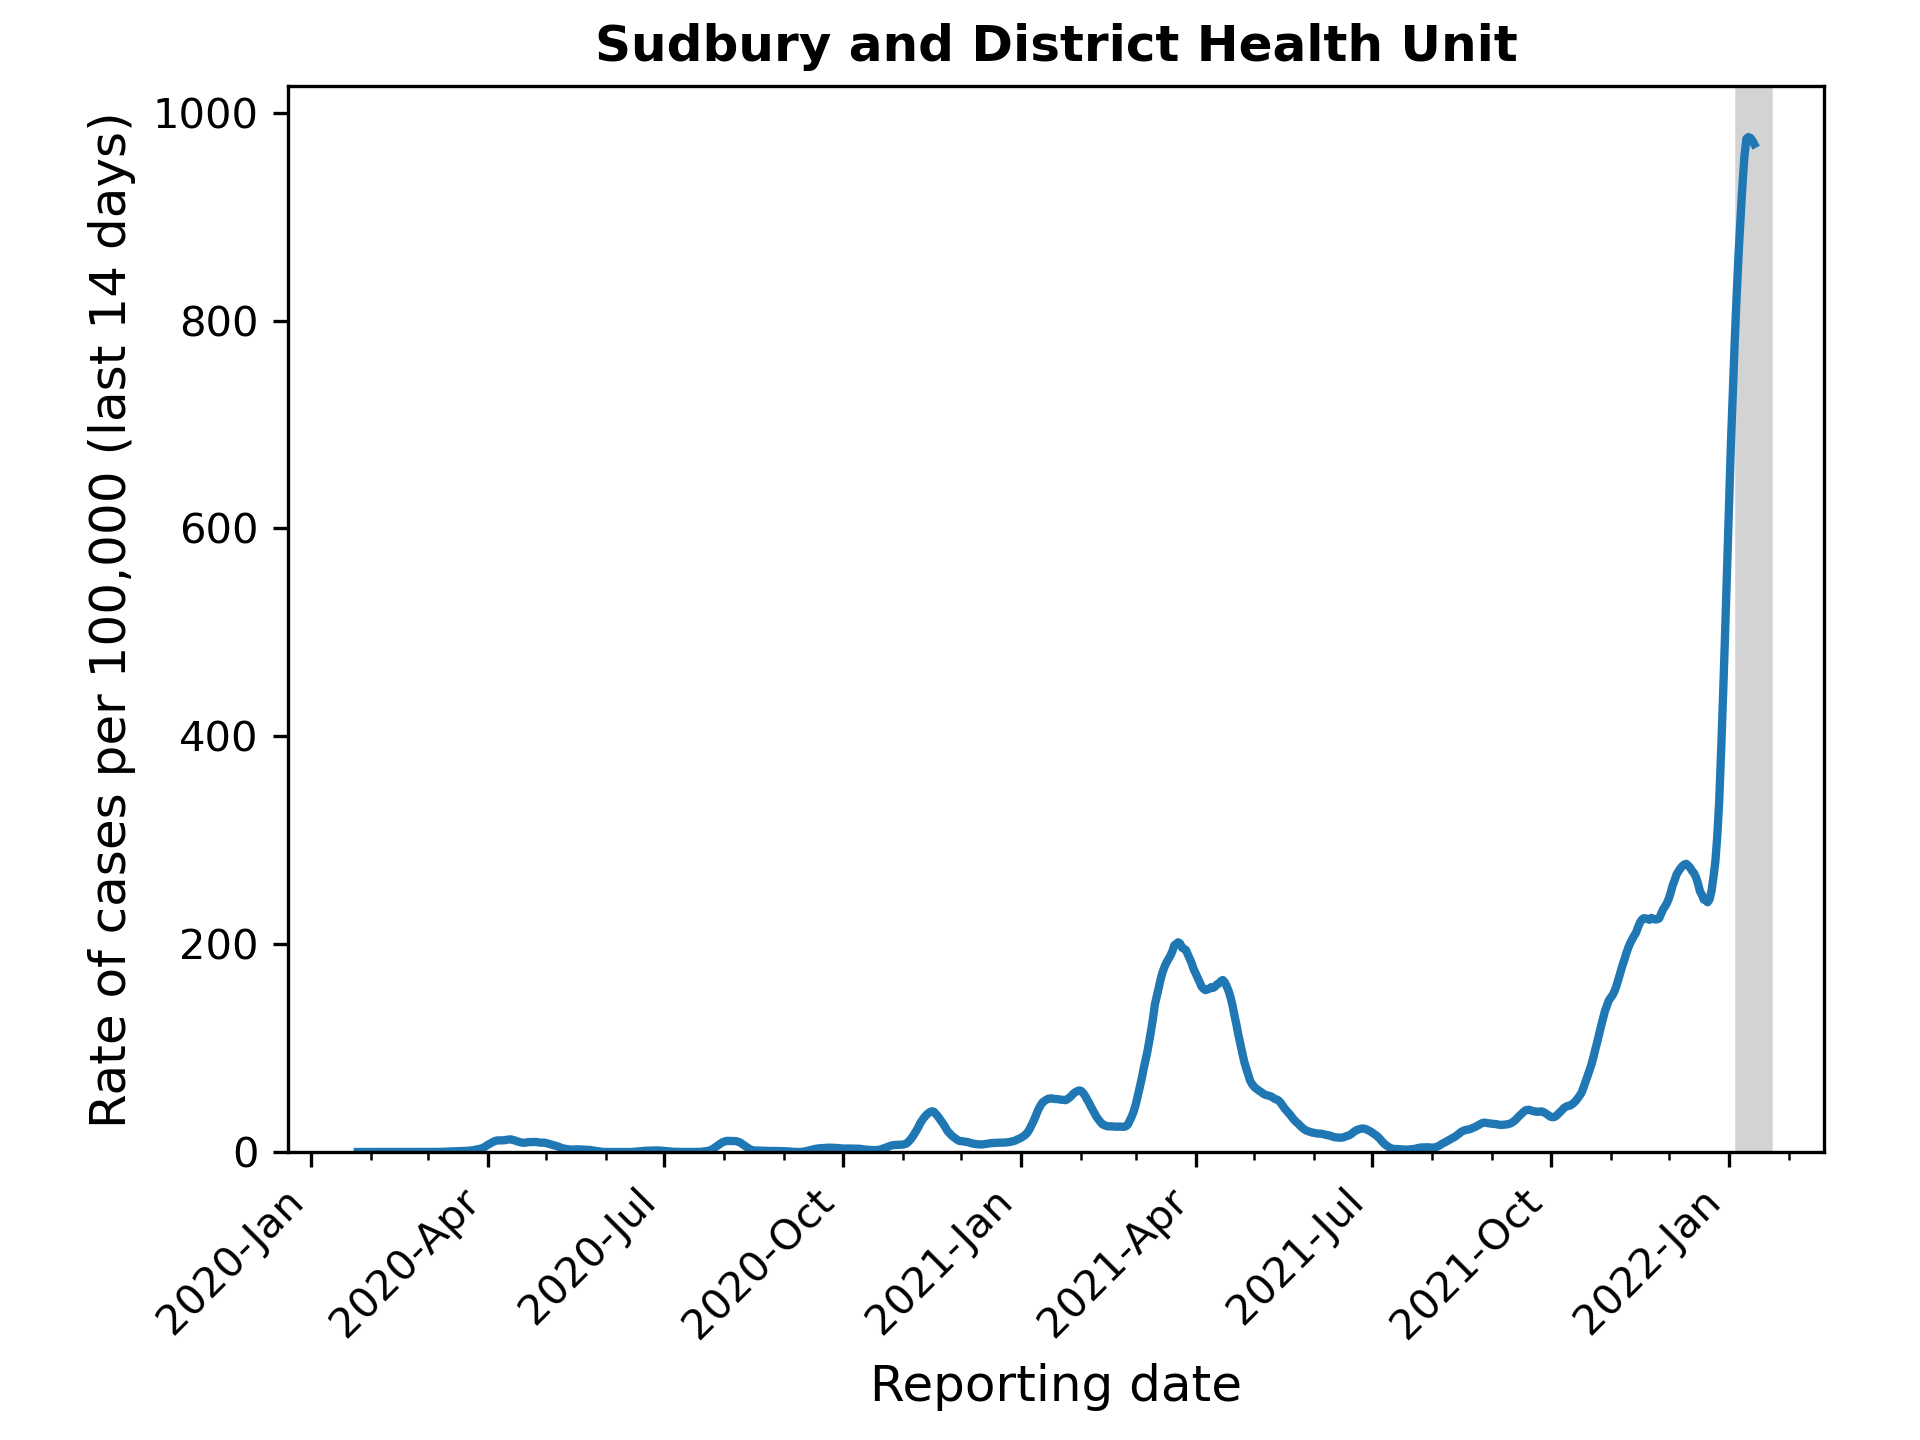 Sudbury and District Health Unit
Rate of cases per 100,000 (last 14 days)
1000
800
600
400
200
0
2020-Jan
2020-Apr
2020-Jul
2020-Oct
2021-Jan
2021-Apr
2021-Jul
2021-Oct
2022-Jan
Reporting date